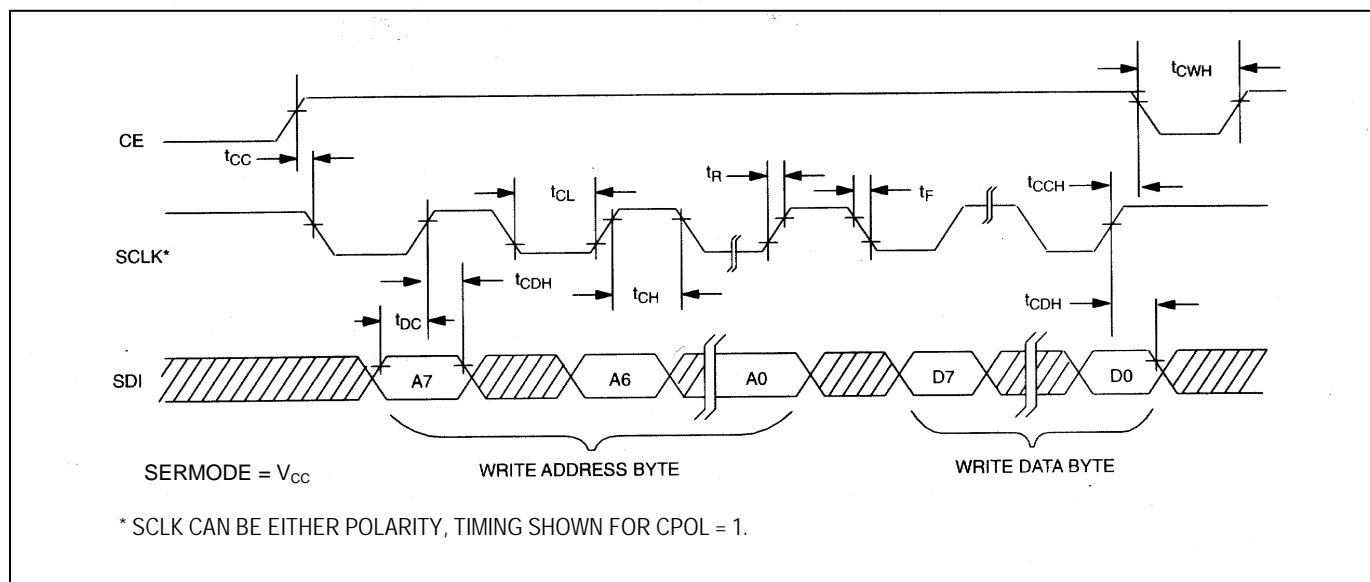 tCWH
CE
tCC
tCL
tR
tF
tCCH
SCLK*
tCDH
tCH
tCDH
tDC
SDI
A7
A6
A0
D7
D0
WRITE ADDRESS BYTE
WRITE DATA BYTE
SERMODE = VCC
* SCLK CAN BE EITHER POLARITY, TIMING SHOWN FOR CPOL = 1.